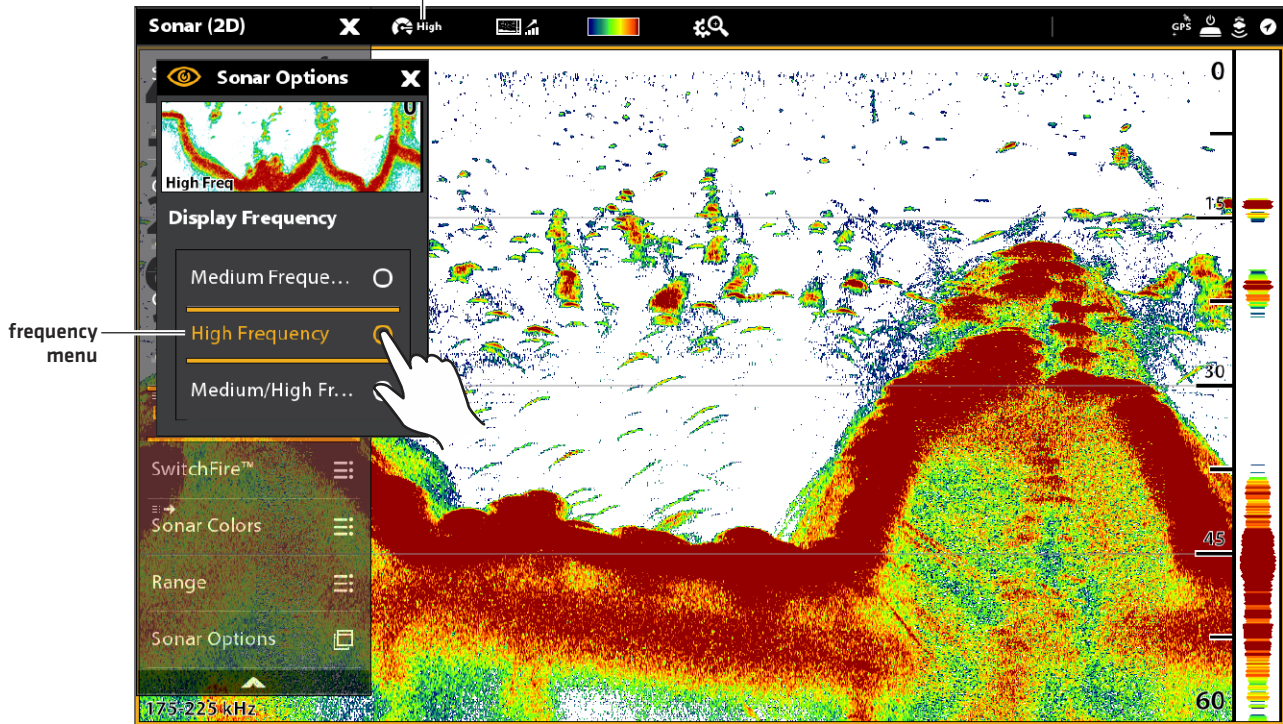 Sonar (2D)
X
High
GPS
Sonar Options
X
0
High Freq
Display Frequency
Medium Freque...
High Frequency
Medium/High Fr...
frequency
menu
SwitchFire™
Sonar Colors
Range
Sonar Options
175-225 kHz
0
15
30
45
60